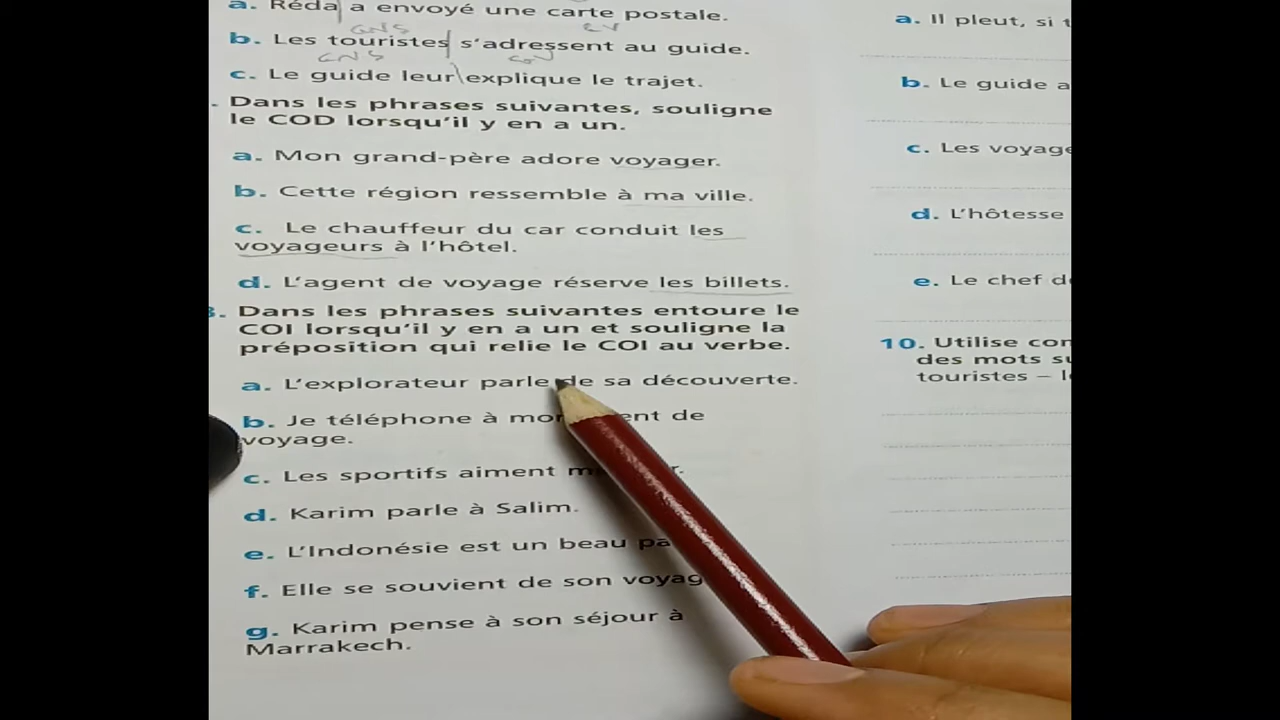 a. Réda a envoyé une carte postale.
GNS
b. Les touristes s'adressent au guide.
GNS
c. Le guide leur explique le trajet.
. Dans les phrases suivantes, souligne
le COD lorsqu'il y en a un.
a. Mon grand-père adore voyager.
b. Cette région ressemble à ma ville.
c. Le chauffeur du car conduit les
voyageurs à l'hôtel.
d. L'agent de voyage réserve les billets.
. Dans les phrases suivantes entoure le
COI lorsqu'il y en a un et souligne la
préposition qui relie le COI au verbe.
a. L'explorateur parle de sa découverte.
b. Je téléphone à de
voyage.
c. Les sportifs aiment
d. Karim parle à Salim.
e. L'Indonésie est un beau
f. Elle se souvient de son
g. Karim pense à son séjour à
Marrakech.
a. Il pleut, si
b. Le guide
c. Les
d. L'hôtesse
e. Le chef
10. Utilise
des mots
touristes –